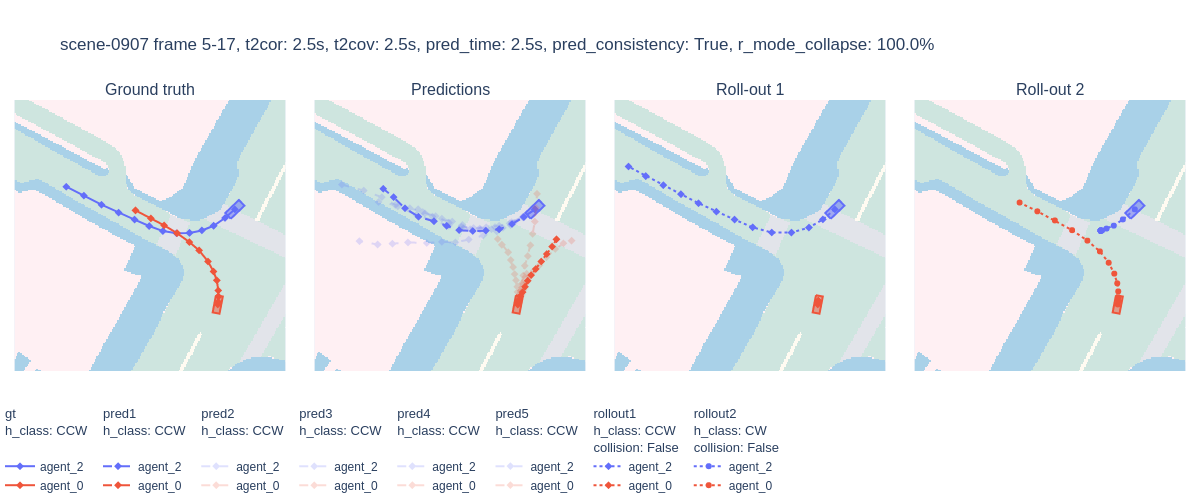 scene-0907 frame 5-17, t2cor: 2.5s, t2cov: 2.5s, pred_time: 2.5s, pred_consistency: True, r_mode_collapse: 100.0%
Ground truth
Predictions
Roll-out 1
Roll-out 2
gt
h_class: CCW
agent_2
agent_0
pred1
h_class: CCW
agent_2
agent_0
pred2
h_class: CCW
agent_2
agent_0
pred3
h_class: CCW
agent_2
agent_0
pred4
h_class: CCW
agent_2
agent_0
pred5
h_class: CCW
agent_2
agent_0
rollout1
h_class: CCW
collision: False
agent_2
agent_0
rollout2
h_class: CW
collision: False
agent_2
agent_0